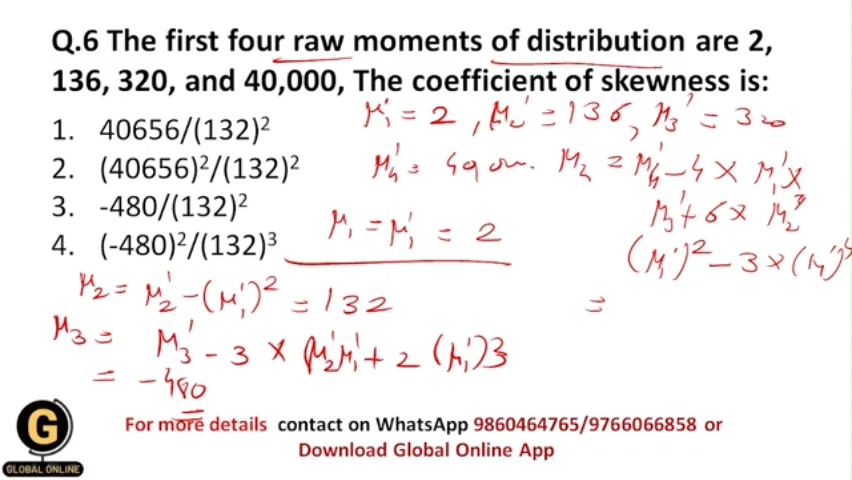 Q.6 The first four raw moments of distribution are 2,
136, 320, and 40,000, The coefficient of skewness is:
μ₁' = 2 , μ₂' = 136, μ₃' = 320
1. 40656/(132)²
2. (40656)²/(132)²
3. -480/(132)²
4. (-480)²/(132)³
μ₄' =
μ₁ = μ₁' = 2
μ₂ = μ₂' - (μ₁')² = 132
μ₃ = μ₃' - 3 × μ₂'μ₁' + 2 (μ₁')3
= -480
μ₄'- 4 × μ₁' ×
μ₃' + 6 × μ₂'
(μ₁')² - 3 × (μ₁')
=
For more details contact on WhatsApp 9860464765/9766066858 or
Download Global Online App
G
GLOBAL ONLINE